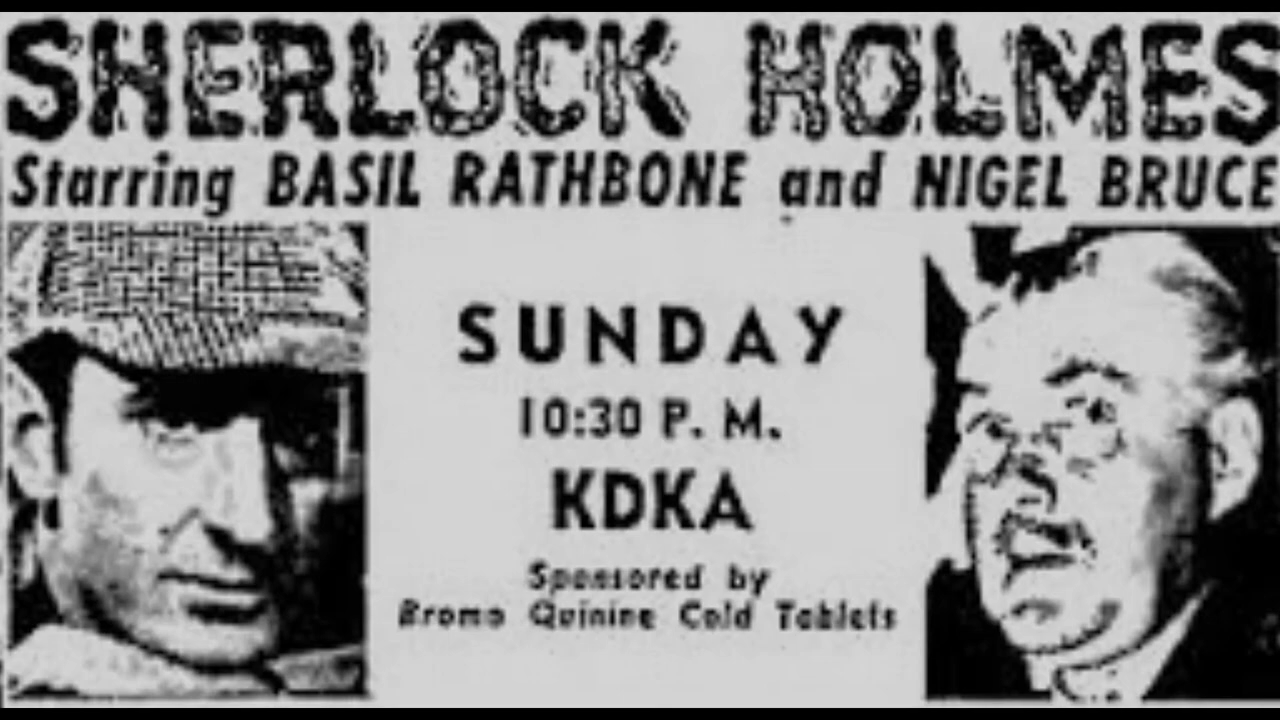 SHERLOCK HOLMES
Starring BASIL RATHBONE and NIGEL BRUCE
SUNDAY
10:30 P. M.
KDKA
Sponsored by
Bromo Quinine Cold Tablets